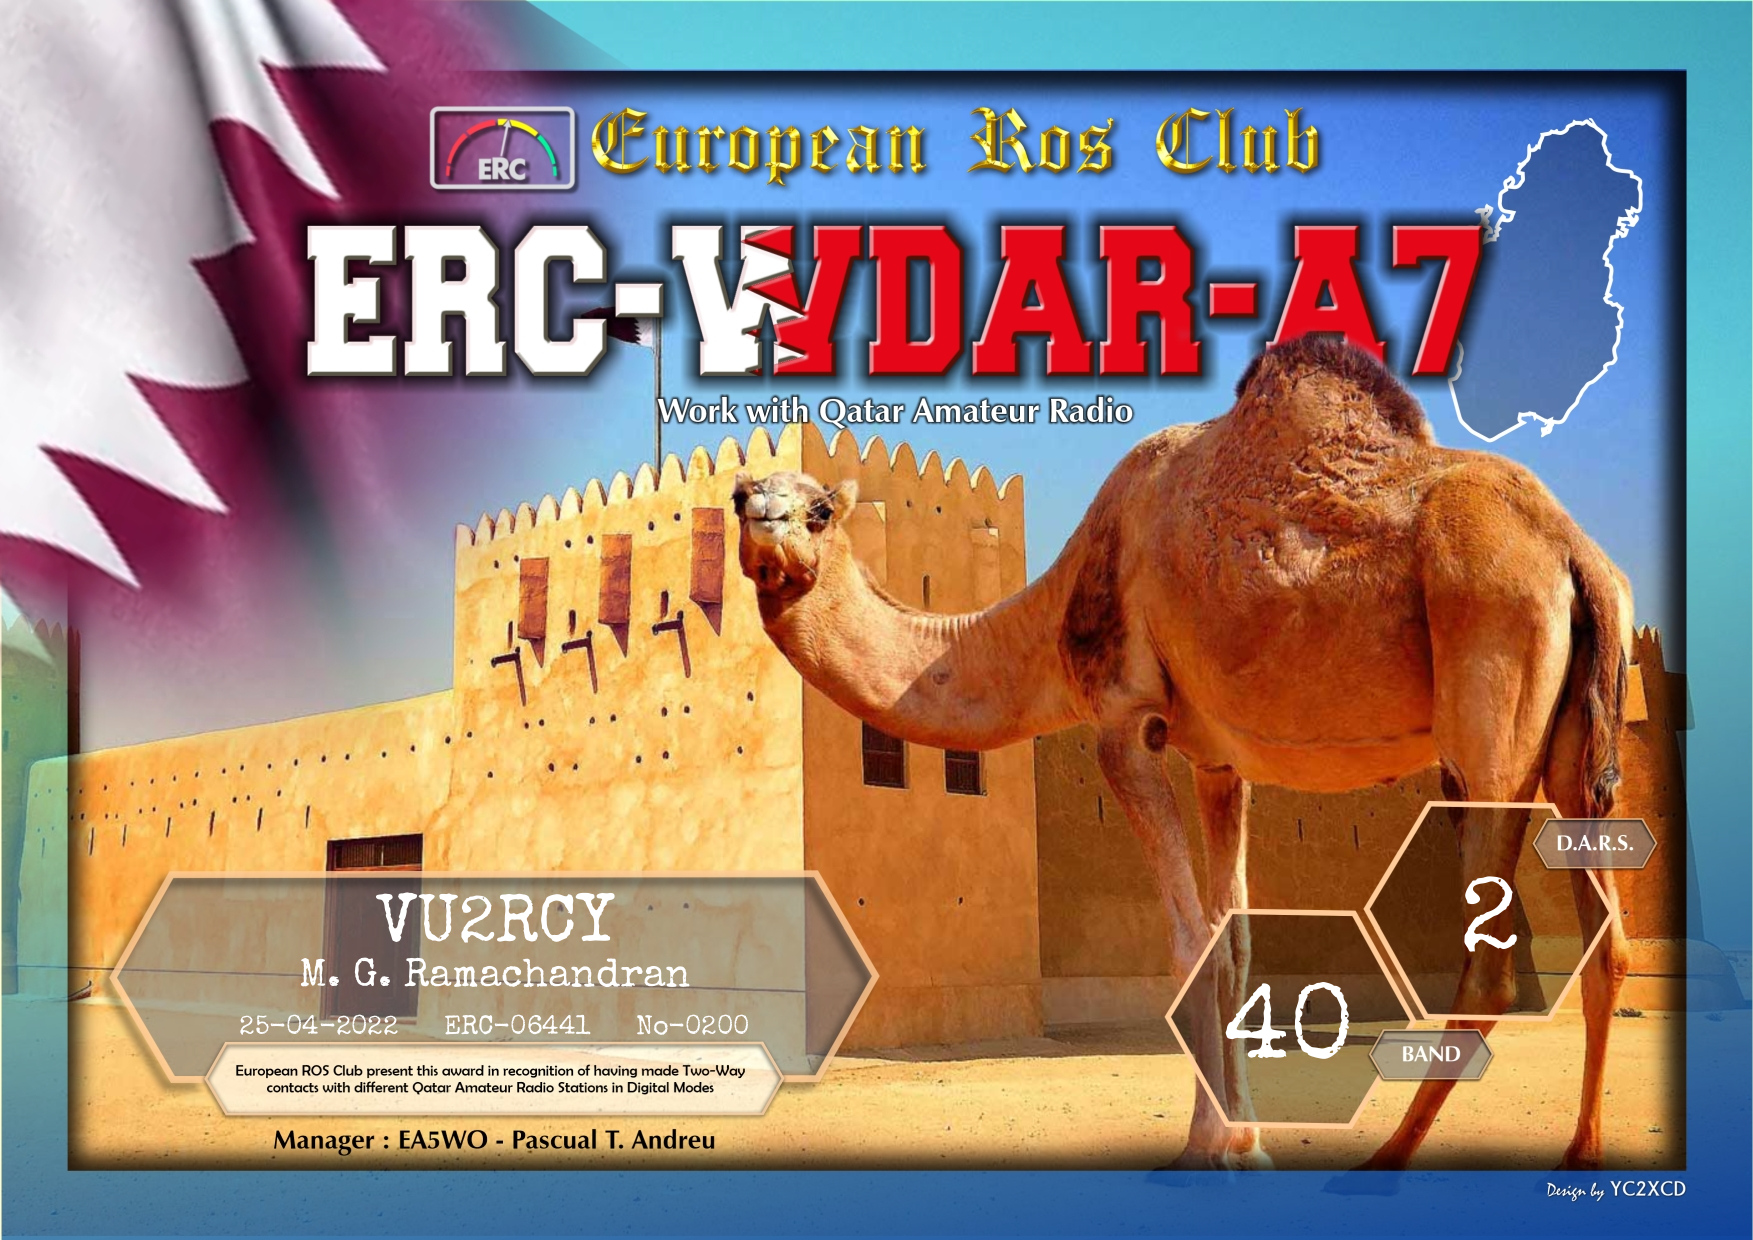 ERC
European Ros Club
ERC-WDAR-A7
Work with Qatar Amateur Radio
D.A.R.S.
2
40
BAND
VU2RCY
M. G. Ramachandran
25-04-2022 ERC-06441 No-0200
European ROS Club present this award in recognition of having made Two-Way
contacts with different Qatar Amateur Radio Stations in Digital Modes
Manager : EA5WO - Pascual T. Andreu
Design by YC2XCD